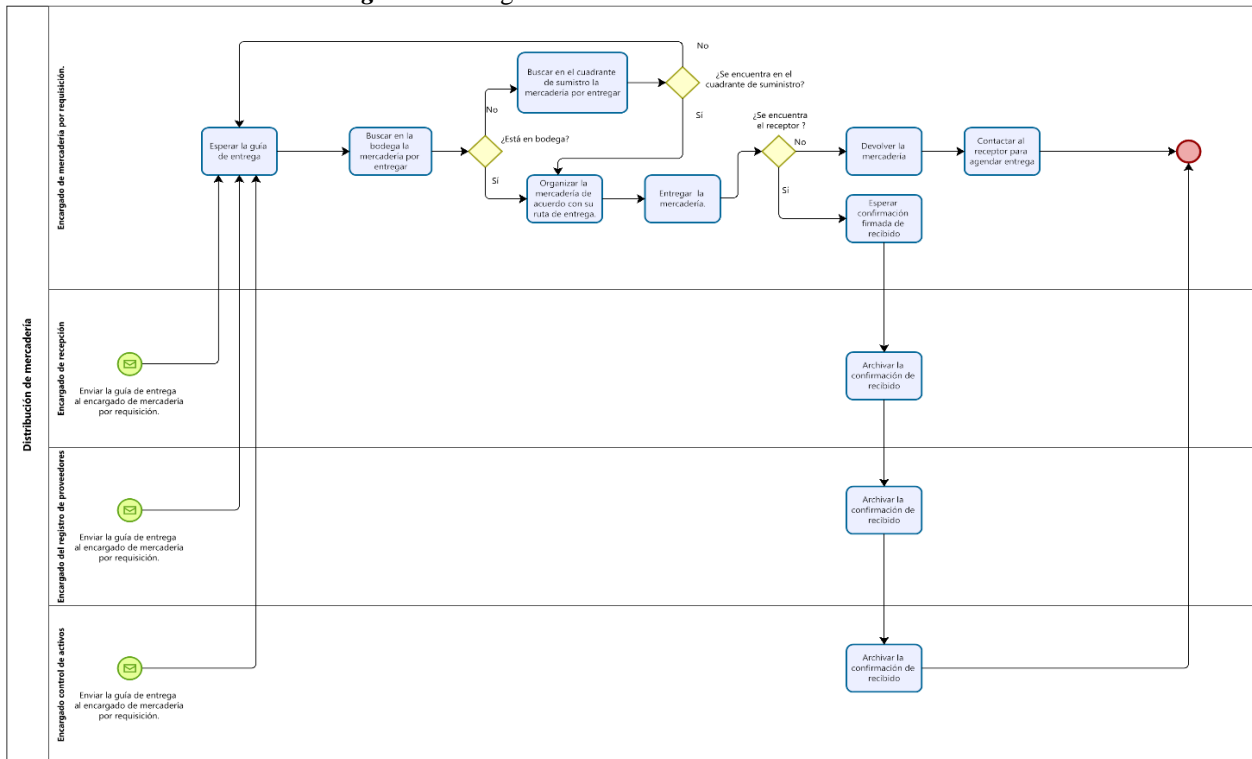 Distribución de mercadería
Encargado de mercadería por requisición.
No
Buscar en el cuadrante
de sumistro la
mercaderia por entregar
¿Se encuentra en el
cuadrante de suministro?
No
Si
¿Se encuentra
el receptor ?
Esperar la guía
de entrega
Buscar en la
bodega la
mercadería por
entregar
¿Está en bodega?
Sí
Organizar la
mercadería de
acuerdo con su
ruta de entrega.
Entregar la
mercadería.
No
Si
Devolver la
mercadería
Contactar al
receptor para
agendar entrega
Esperar
confirmación
firmada de
recibido
Encargado de recepción
Enviar la guía de entrega
al encargado de mercadería
por requisición.
Archivar la
confirmación de
recibido
Encargado del registro de proveedores
Enviar la guía de entrega
al encargado de mercadería
por requisición.
Archivar la
confirmación de
recibido
Encargado control de activos
Enviar la guía de entrega
al encargado de mercadería
por requisición.
Archivar la
confirmación de
recibido